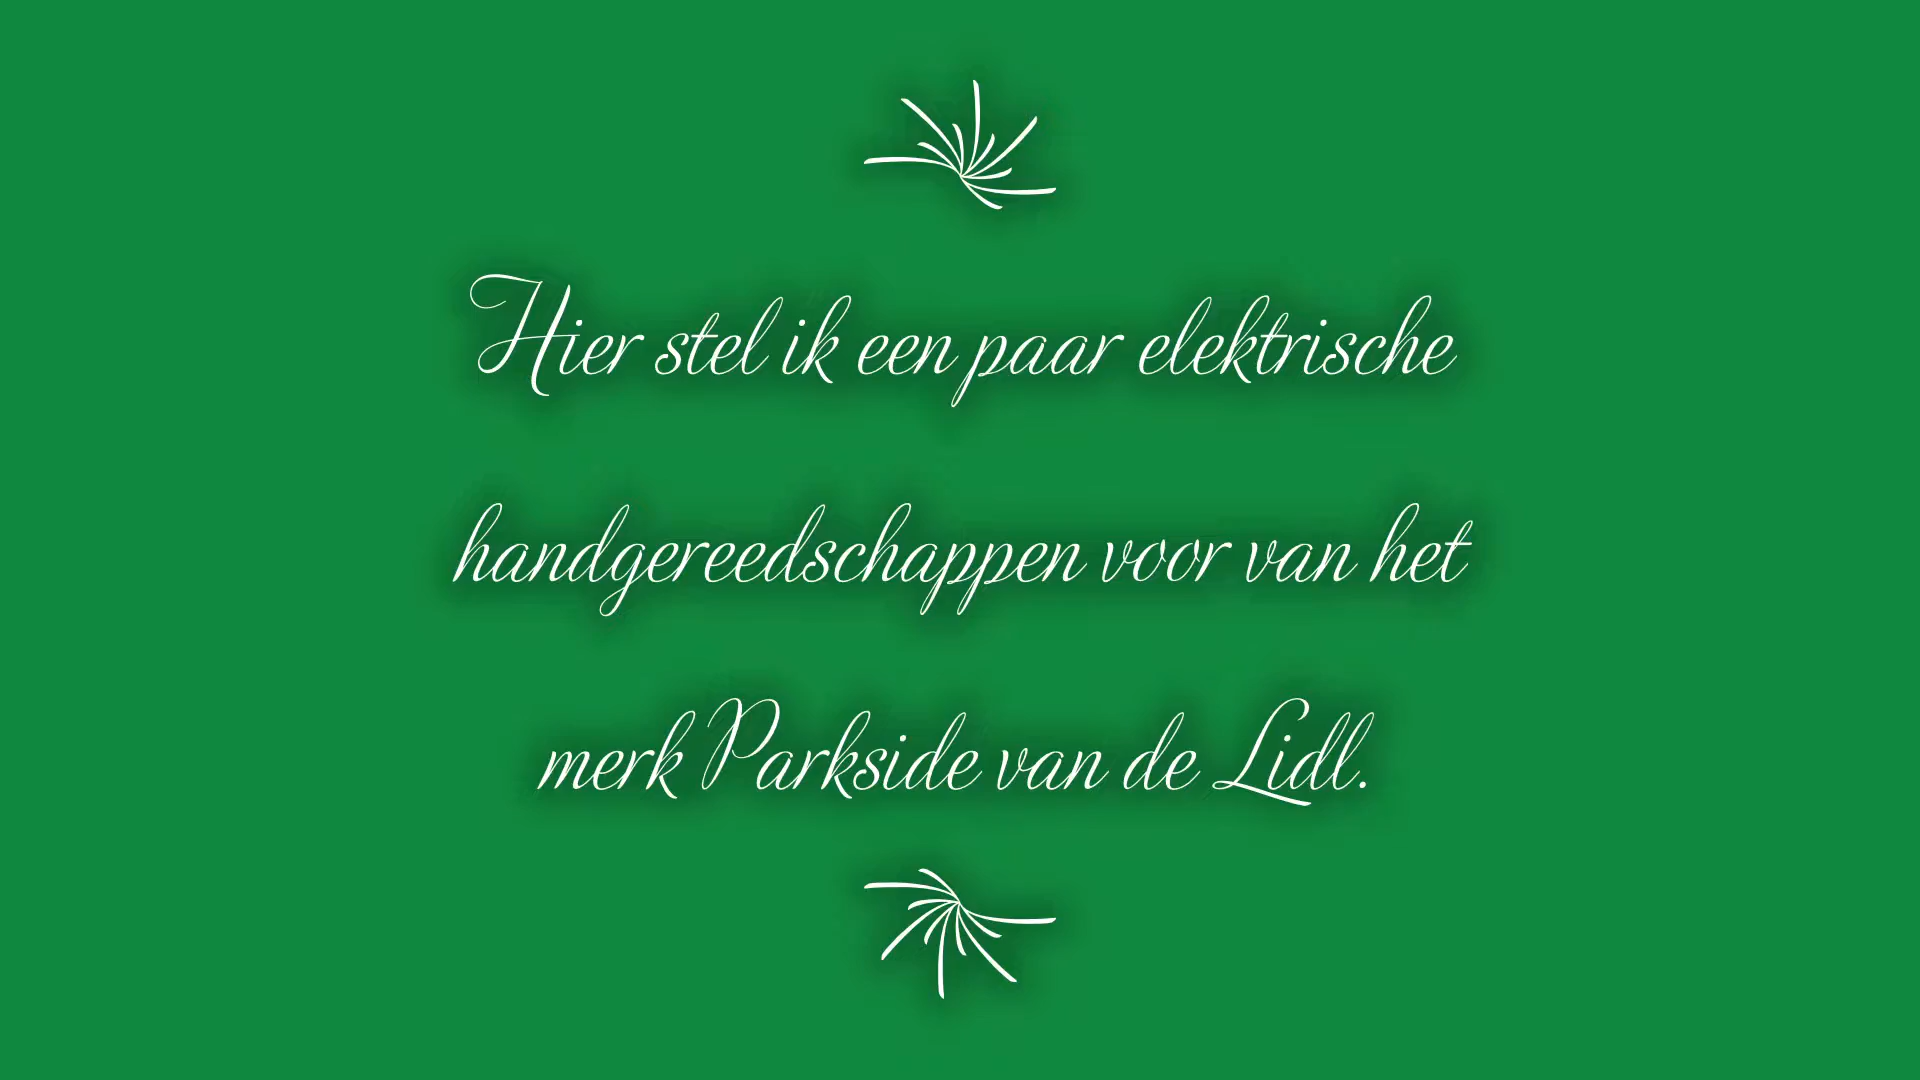 Hier stel ik een paar elektrische
handgereedschappen voor van het
merk Parkside van de Lidl.